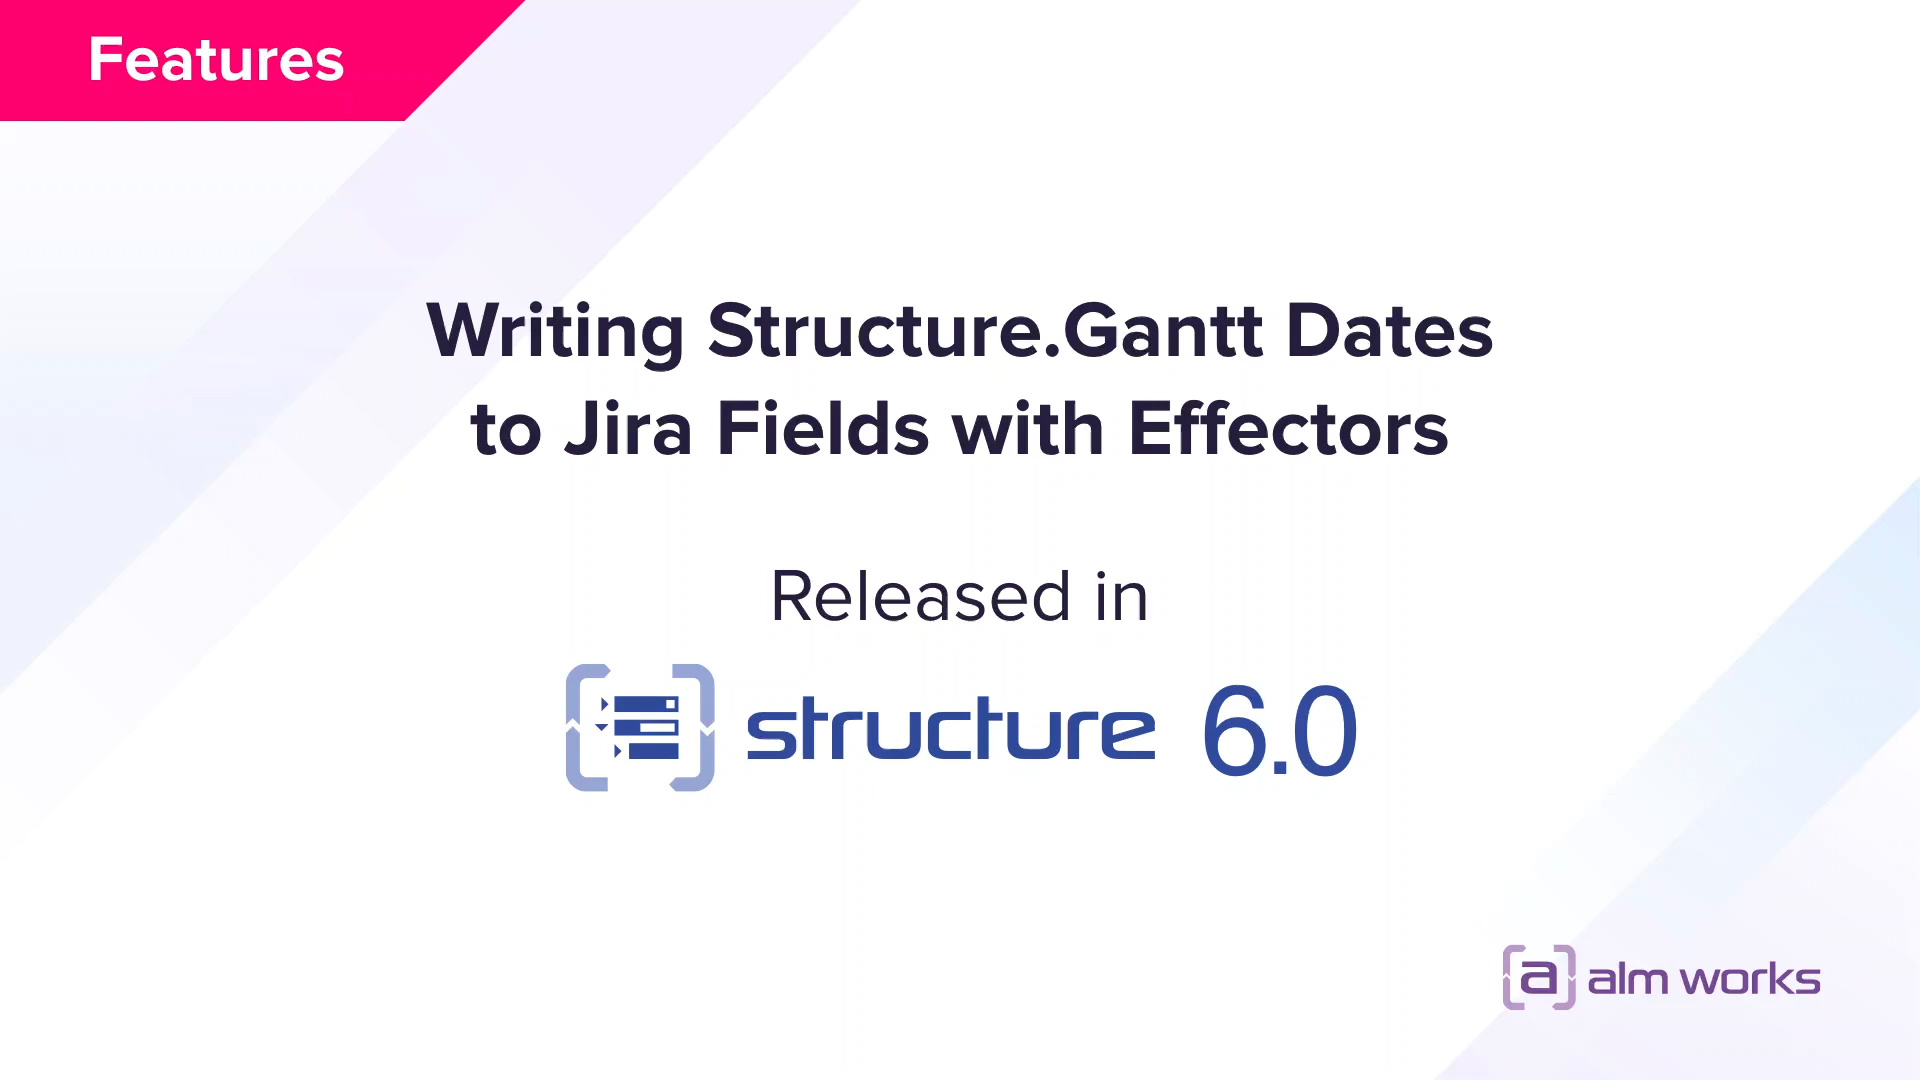 Features
Writing Structure.Gantt Dates
to Jira Fields with Effectors
Released in
structure 6.0
[a] alm works